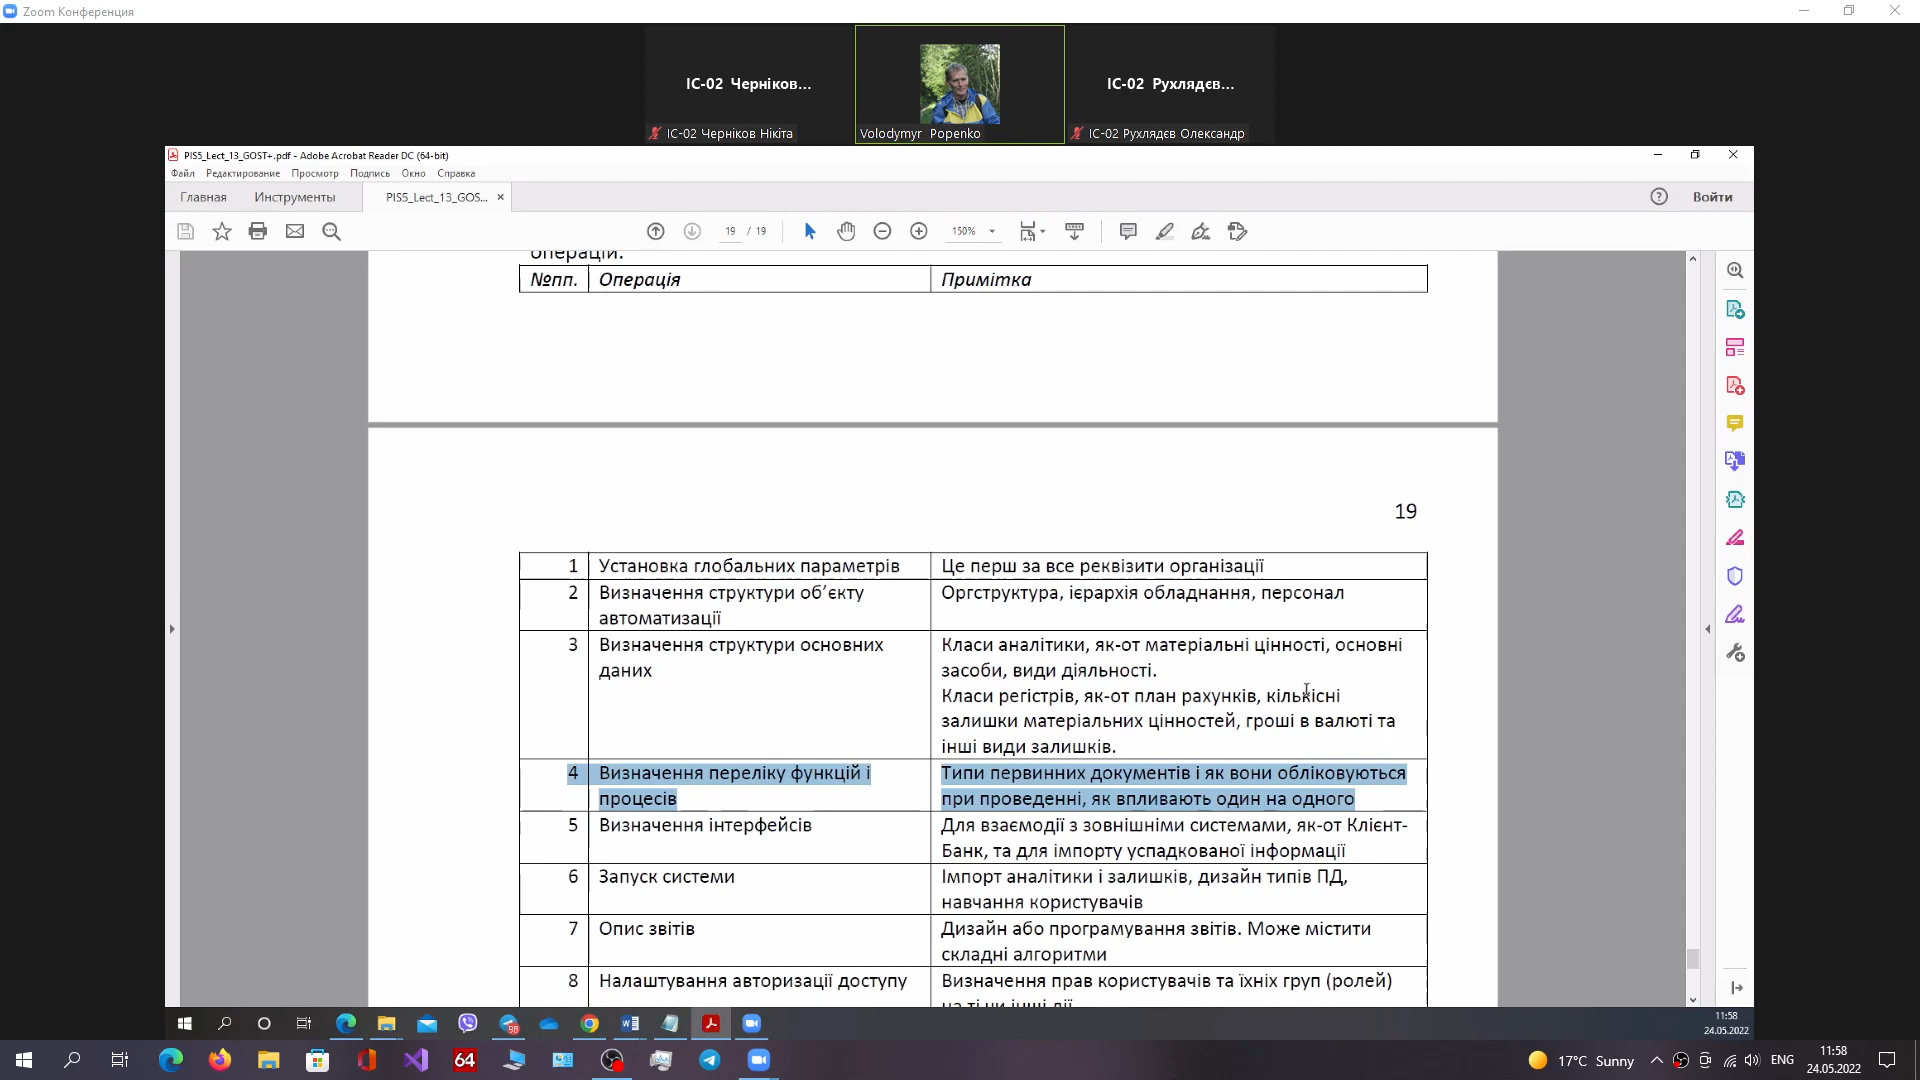 Zoom Конференция
ІС-02 Черніков...
ІС-02 Рухлядєв...
ІС-02 Черніков Нікіта
Volodymyr Popenko
ІС-02 Рухлядєв Олександр
PIS5_Lect_13_GOST+.pdf - Adobe Acrobat Reader DC (64-bit)
Файл Редактирование Просмотр Подпись Окно Справка
Главная Инструменты PIS5_Lect_13_GOS... Войти
19 / 19 150%
операцій.
№пп. Операція Примітка
19
1 Установка глобальних параметрів Це перш за все реквізити організації
2 Визначення структури об’єкту Оргструктура, ієрархія обладнання, персонал
автоматизації
3 Визначення структури основних Класи аналітики, як-от матеріальні цінності, основні
даних засоби, види діяльності.
Класи регістрів, як-от план рахунків, кількісні
залишки матеріальних цінностей, гроші в валюті та
інші види залишків.
4 Визначення переліку функцій і Типи первинних документів і як вони обліковуються
процесів при проведенні, як впливають один на одного
5 Визначення інтерфейсів Для взаємодії з зовнішніми системами, як-от Клієнт-
Банк, та для імпорту успадкованої інформації
6 Запуск системи Імпорт аналітики і залишків, дизайн типів ПД,
навчання користувачів
7 Опис звітів Дизайн або програмування звітів. Може містити
складні алгоритми
8 Налаштування авторизації доступу Визначення прав користувачів та їхніх груп (ролей)
на ті чи інші дії
98
11:58
24.05.2022
64
17°C Sunny ENG 11:58
24.05.2022